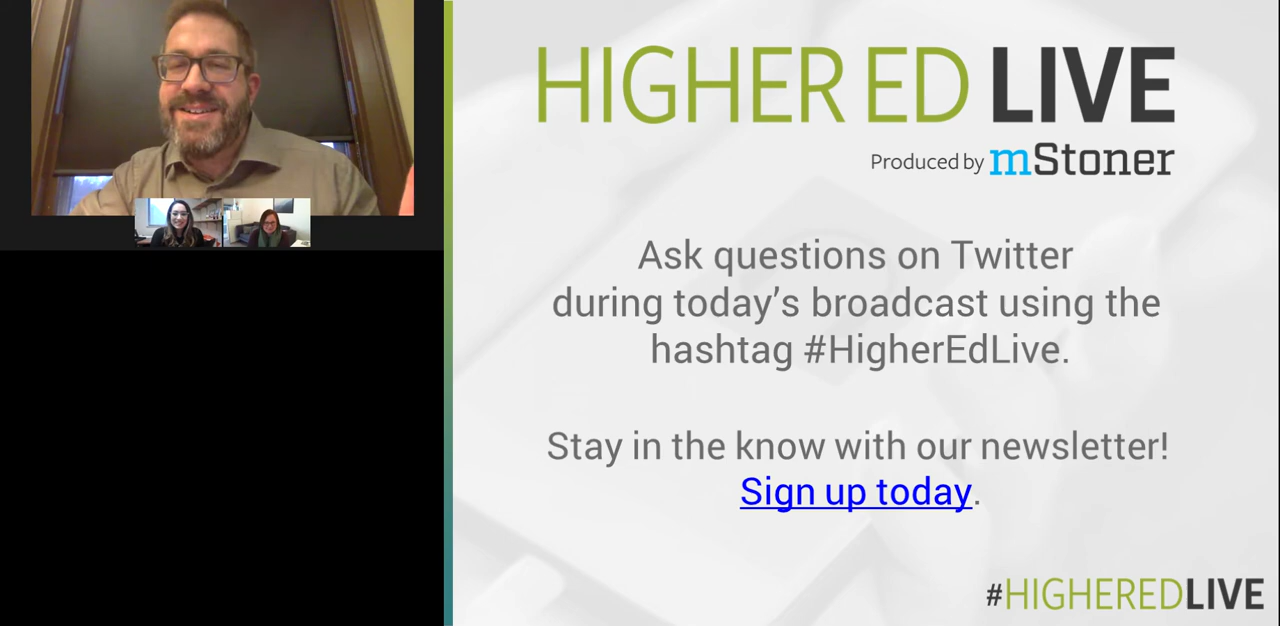 HIGHER ED LIVE
Produced by mStoner
Ask questions on Twitter
during today’s broadcast using the
hashtag #HigherEdLive.
Stay in the know with our newsletter!
Sign up today.
#HIGHEREDLIVE